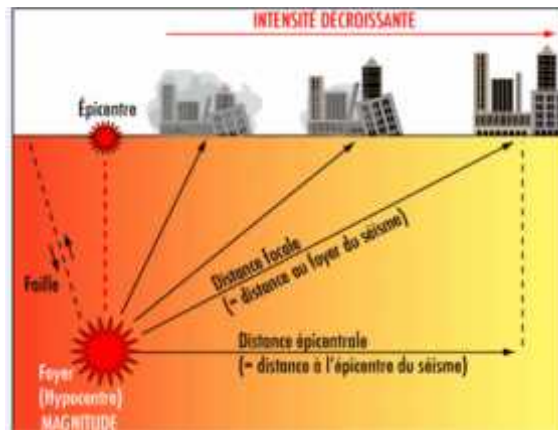 INTENSITÉ DÉCROISSANTE
Épicentre
Faille
Distance focale
(= distance au foyer du séisme)
Distance épicentrale
(= distance à l'épicentre du séisme)
Foyer
(Hypocentre)
MAGNITUDE